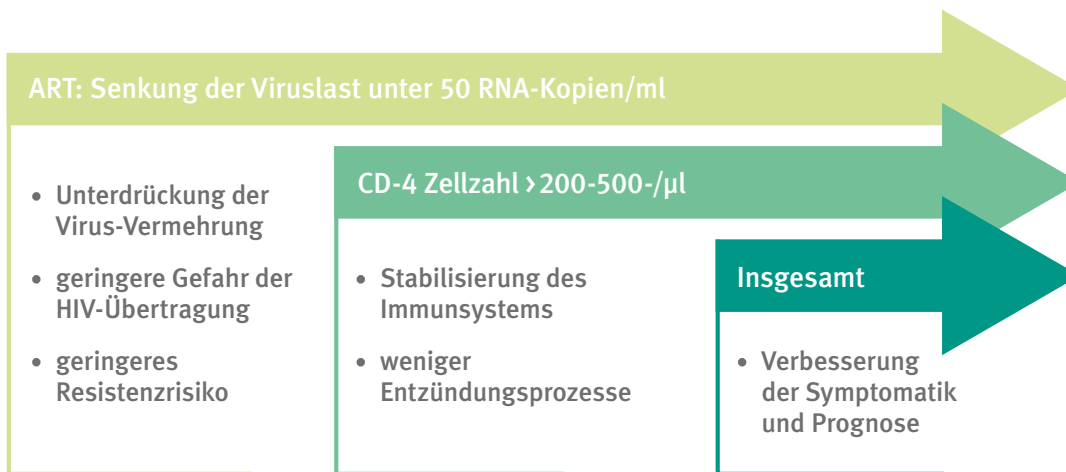 ART: Senkung der Viruslast unter 50 RNA-Kopien/ml
• Unterdrückung der
Virus-Vermehrung
• geringere Gefahr der
HIV-Übertragung
• geringeres
Resistenzrisiko
CD-4 Zellzahl > 200-500-/µl
• Stabilisierung des
Immunsystems
• weniger
Entzündungsprozesse
Insgesamt
• Verbesserung
der Symptomatik
und Prognose